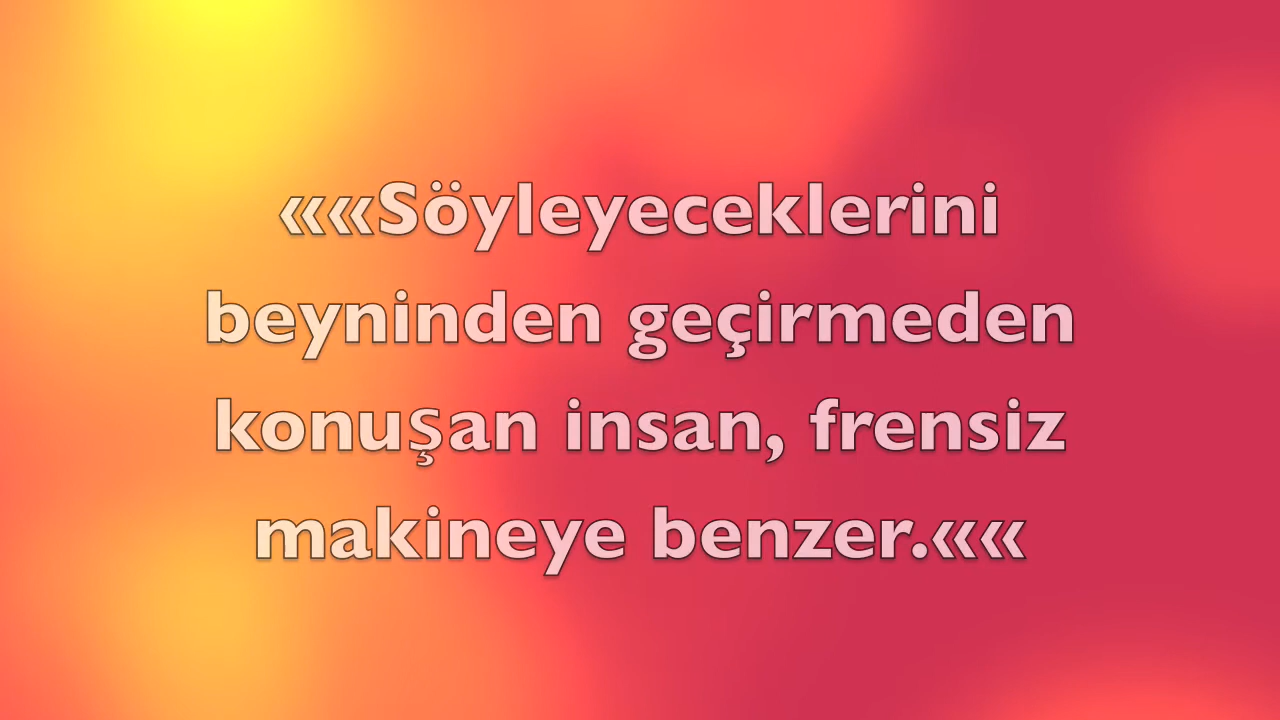 ««Söyleyeceklerini
beyninden geçirmeden
konuşan insan, frensiz
makineye benzer.««